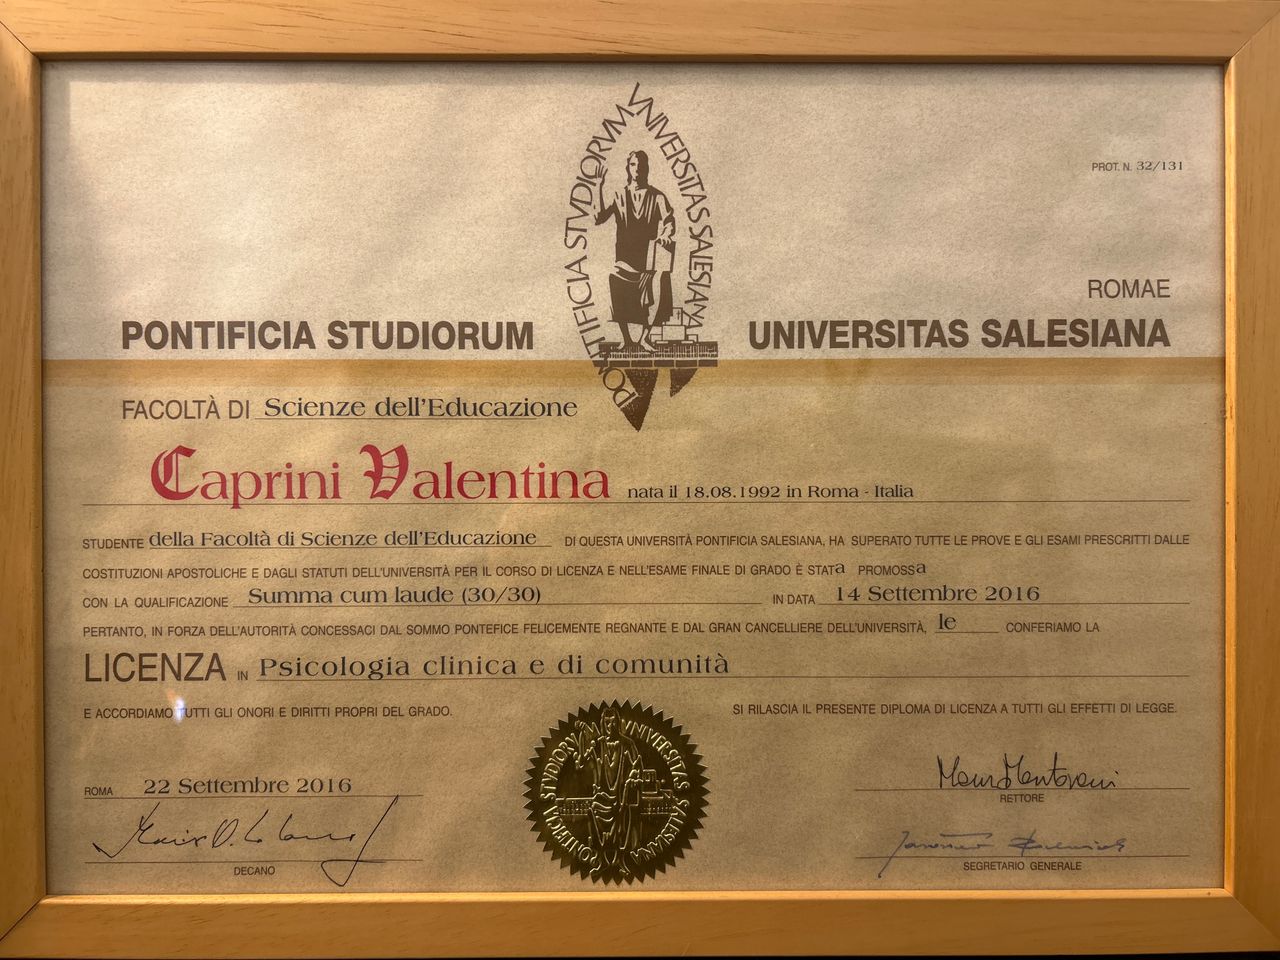 PONTIFICIA STUDIORUM UNIVERSITAS SALESIANA
PROT. N. 32/131
ROMAE
PONTIFICIA STUDIORUM UNIVERSITAS SALESIANA
FACOLTÀ DI Scienze dell'Educazione
Caprini Valentina nata il 18.08.1992 in Roma - Italia
STUDENTE della Facoltà di Scienze dell'Educazione DI QUESTA UNIVERSITÀ PONTIFICIA SALESIANA, HA SUPERATO TUTTE LE PROVE E GLI ESAMI PRESCRITTI DALLE
COSTITUZIONI APOSTOLICHE E DAGLI STATUTI DELL'UNIVERSITÀ PER IL CORSO DI LICENZA E NELL'ESAME FINALE DI GRADO È STATa PROMOSSa
CON LA QUALIFICAZIONE Summa cum laude (30/30) IN DATA 14 Settembre 2016
PERTANTO, IN FORZA DELL'AUTORITÀ CONCESSACI DAL SOMMO PONTEFICE FELICEMENTE REGNANTE E DAL GRAN CANCELLIERE DELL'UNIVERSITÀ, le CONFERIAMO LA
LICENZA IN Psicologia clinica e di comunità
E ACCORDIAMO TUTTI GLI ONORI E DIRITTI PROPRI DEL GRADO.
SI RILASCIA IL PRESENTE DIPLOMA DI LICENZA A TUTTI GLI EFFETTI DI LEGGE.
PONTIFICIA STUDIORUM UNIVERSITAS SALESIANA
ROMA 22 Settembre 2016
Mauro Mantovani
RETTORE
DECANO
SEGRETARIO GENERALE